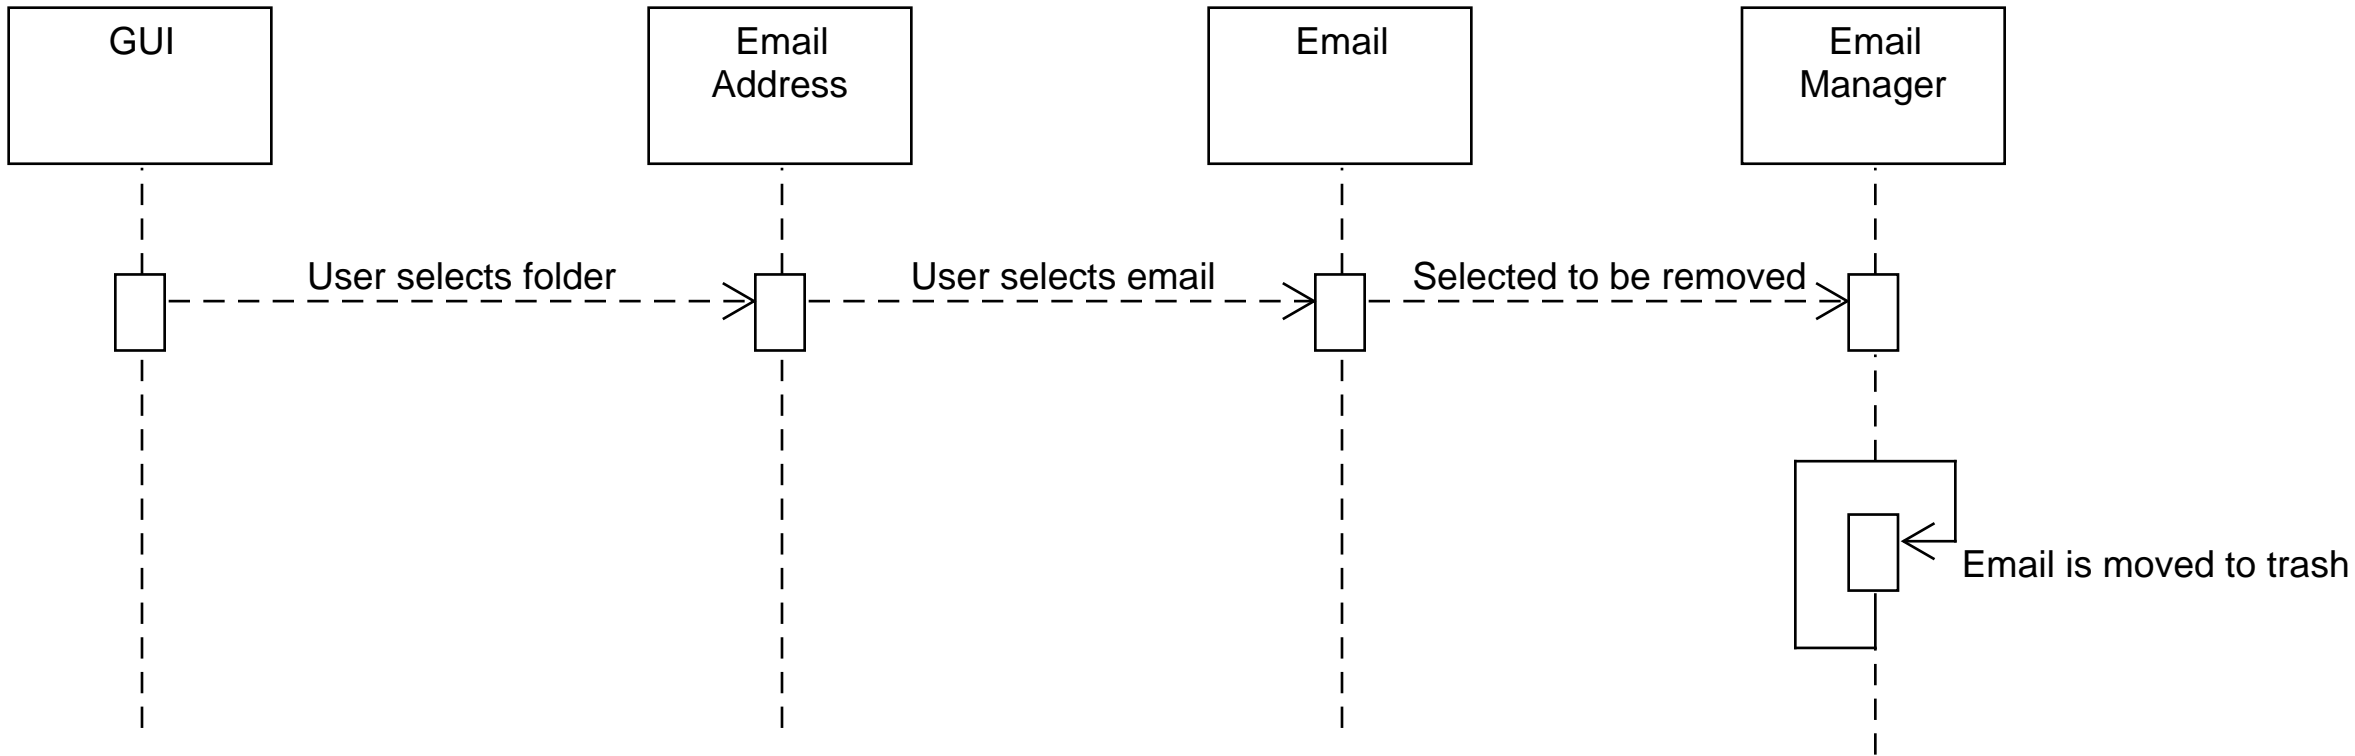 GUI
Email
Address
Email
Email
Manager
User selects folder
User selects email
Selected to be removed
Email is moved to trash